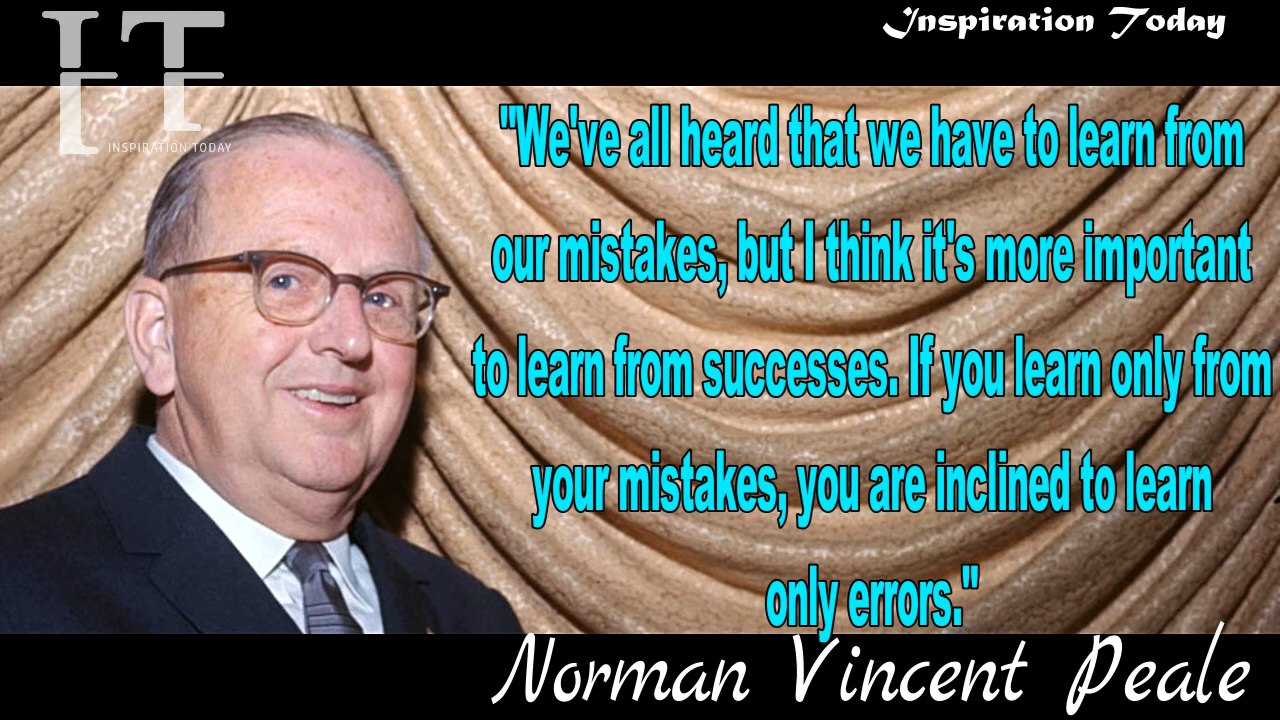 Inspiration Today
IT
INSPIRATION TODAY
"We've all heard that we have to learn from
our mistakes, but I think it's more important
to learn from successes. If you learn only from
your mistakes, you are inclined to learn
only errors."
Norman Vincent Peale